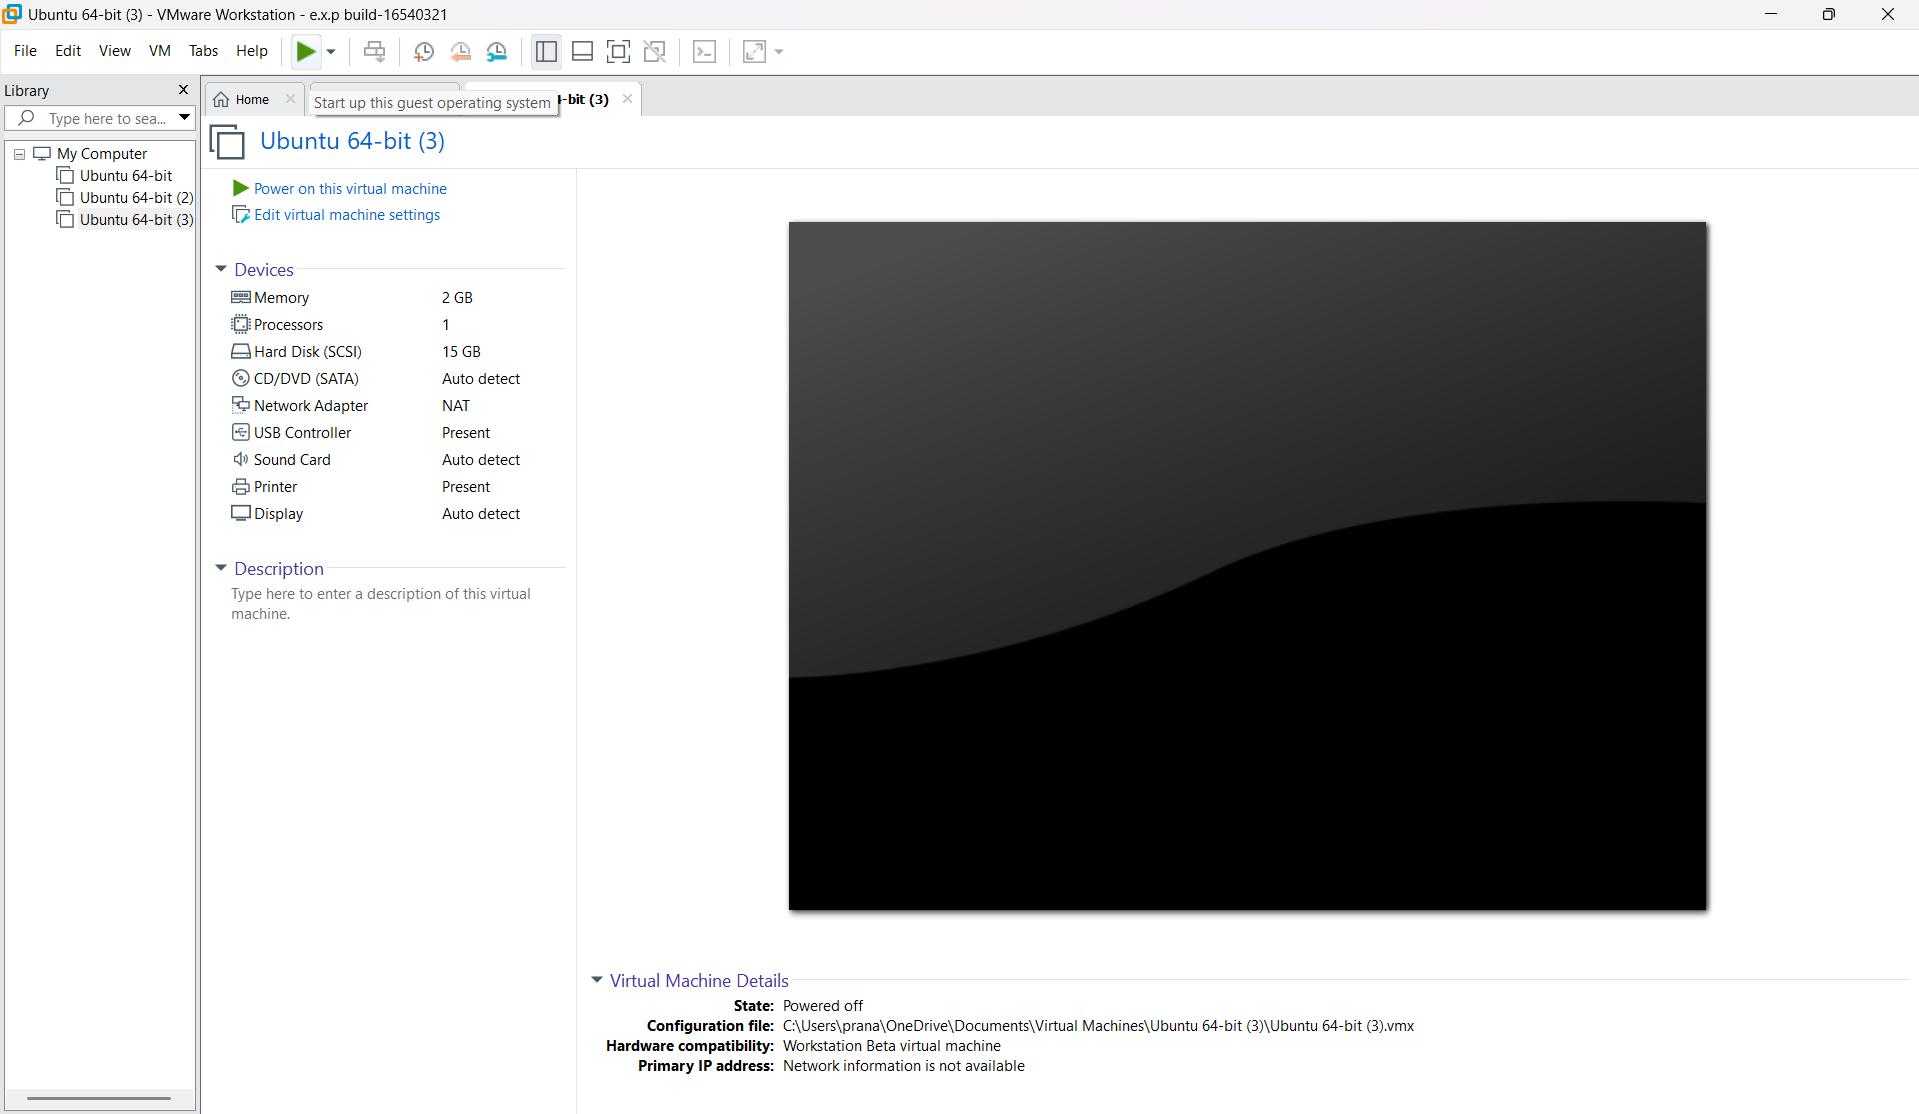 Ubuntu 64-bit (3) - VMware Workstation - e.x.p build-16540321
File Edit View VM Tabs Help
Library
Type here to sea...
My Computer
Ubuntu 64-bit
Ubuntu 64-bit (2)
Ubuntu 64-bit (3)
Home
Start up this guest operating system
-bit (3)
Ubuntu 64-bit (3)
Power on this virtual machine
Edit virtual machine settings
Devices
Memory 2 GB
Processors 1
Hard Disk (SCSI) 15 GB
CD/DVD (SATA) Auto detect
Network Adapter NAT
USB Controller Present
Sound Card Auto detect
Printer Present
Display Auto detect
Description
Type here to enter a description of this virtual
machine.
Virtual Machine Details
State: Powered off
Configuration file: C:\Users\prana\OneDrive\Documents\Virtual Machines\Ubuntu 64-bit (3)\Ubuntu 64-bit (3).vmx
Hardware compatibility: Workstation Beta virtual machine
Primary IP address: Network information is not available